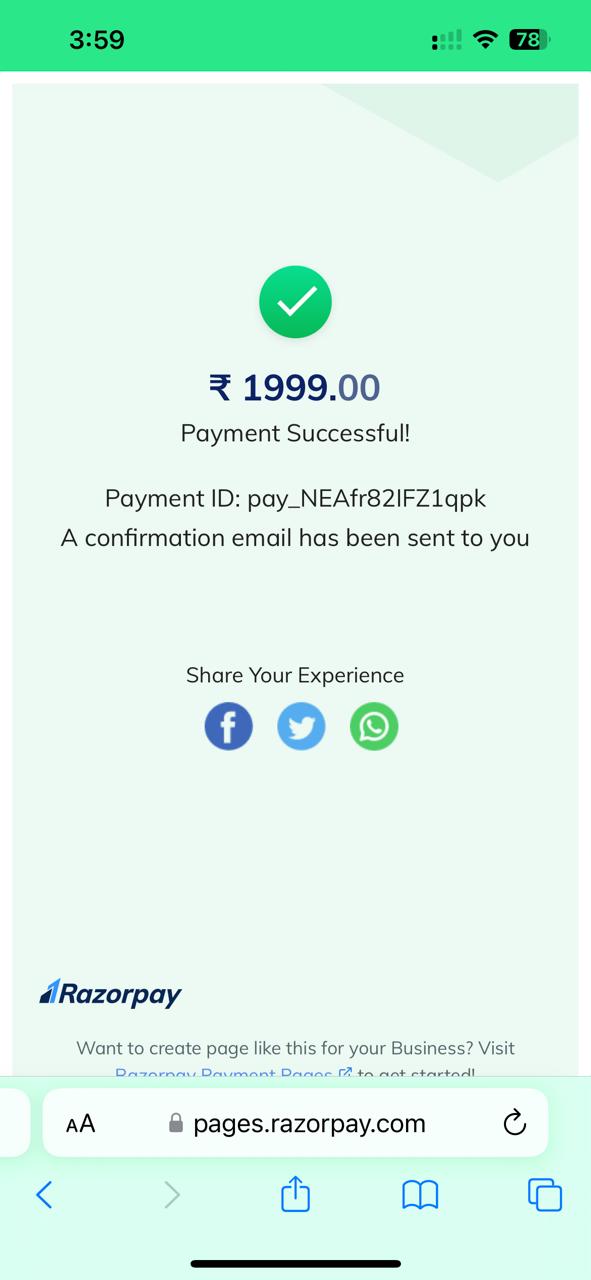 3:59
78
₹ 1999.00
Payment Successful!
Payment ID: pay_NEAfr82IFZ1qpk
A confirmation email has been sent to you
Share Your Experience
Razorpay
Want to create page like this for your Business? Visit
Razorpay Payment Pages to get started!
AA
pages.razorpay.com